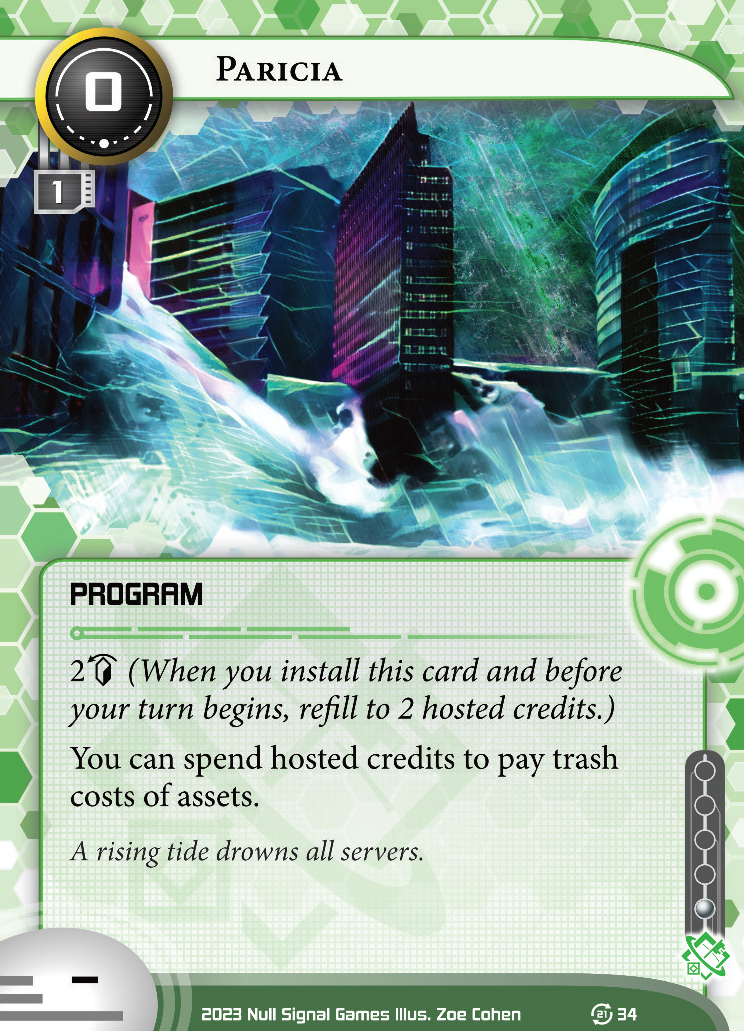 0
Paricia
1
PROGRAM
2 (When you install this card and before
your turn begins, refill to 2 hosted credits.)
You can spend hosted credits to pay trash
costs of assets.
A rising tide drowns all servers.
-
2023 Null Signal Games Illus. Zoe Cohen
21 34